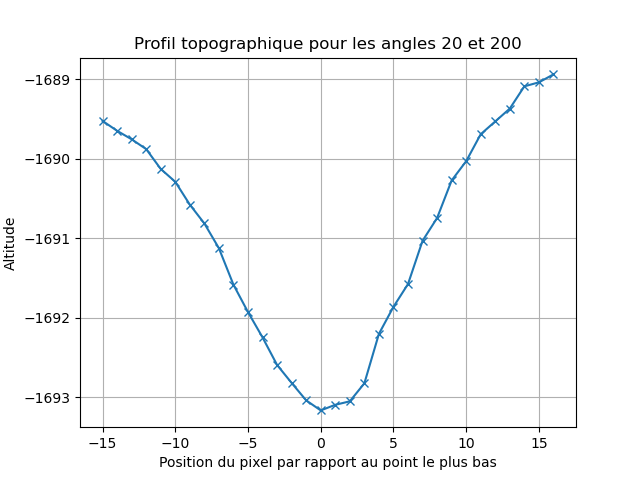 Profil topographique pour les angles 20 et 200
Altitude
−1689
−1690
−1691
−1692
−1693
−15 −10 −5 0 5 10 15
Position du pixel par rapport au point le plus bas